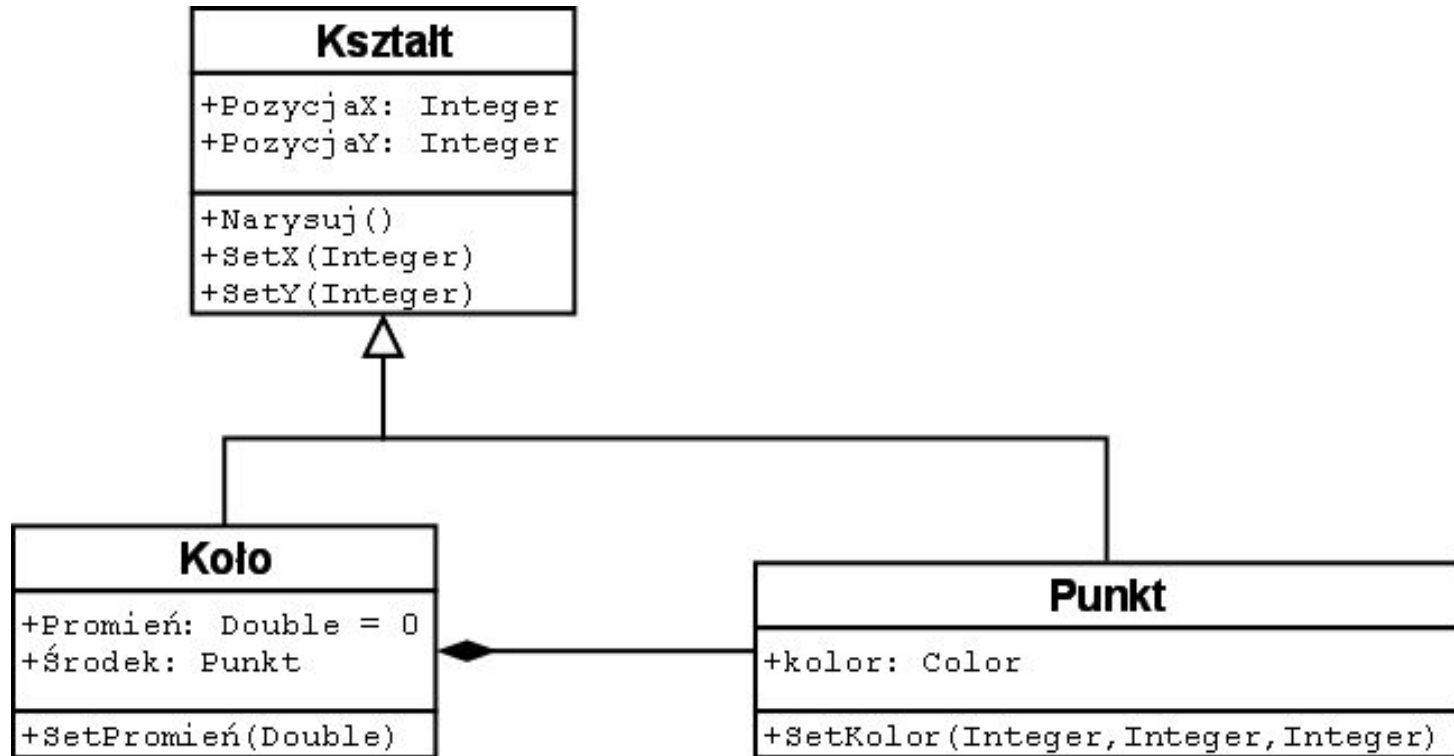 Kształt
+PozycjaX: Integer
+PozycjaY: Integer
+Narysuj()
+SetX(Integer)
+SetY(Integer)
Koło
+Promień: Double = 0
+Środek: Punkt
+SetPromień(Double)
Punkt
+kolor: Color
+SetKolor(Integer,Integer,Integer)